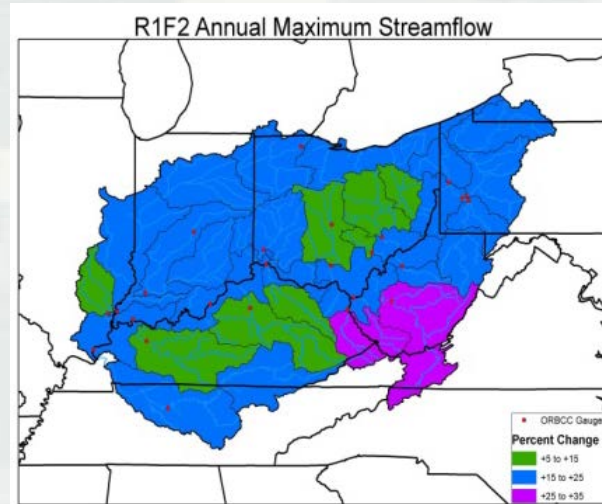 R1F2 Annual Maximum Streamflow
ORBCC Gauge
Percent Change
+5 to +15
+15 to +25
+25 to +35